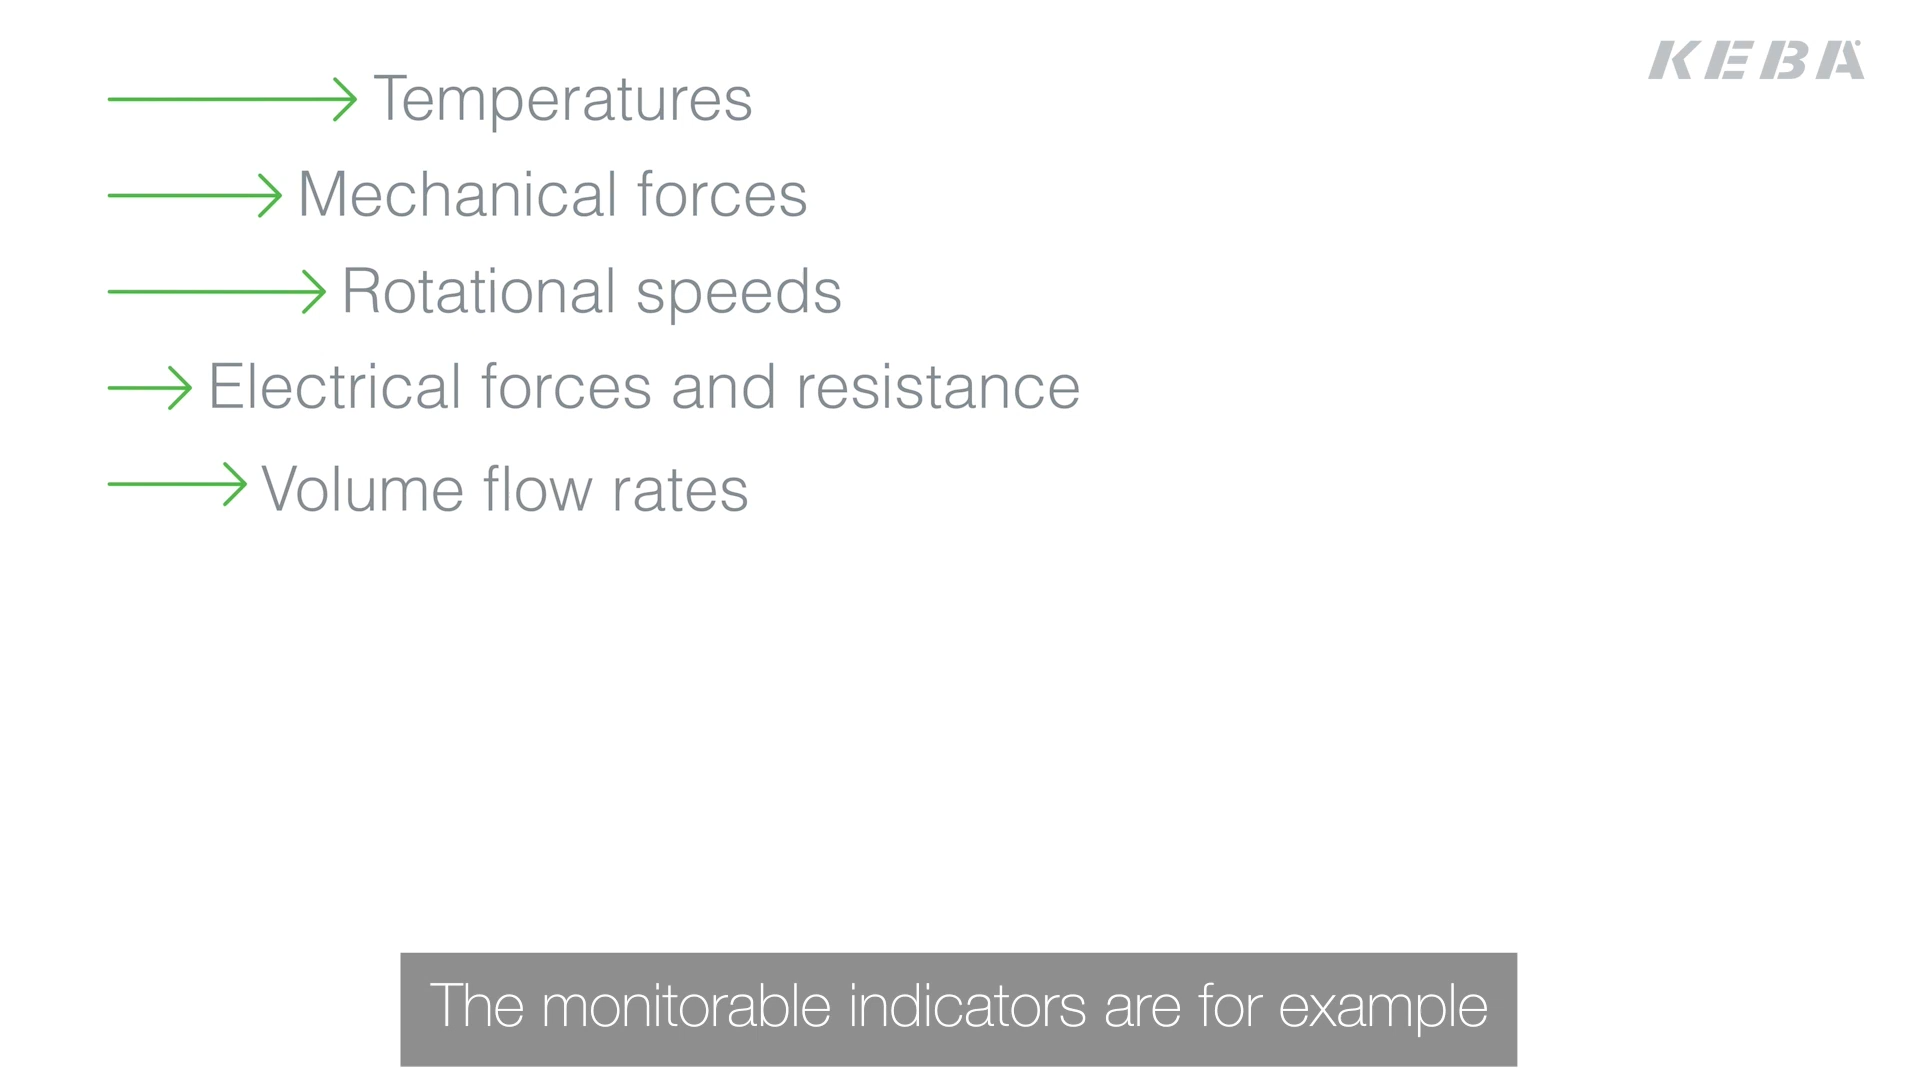 KEBA
Temperatures
Mechanical forces
Rotational speeds
Electrical forces and resistance
Volume flow rates
The monitorable indicators are for example